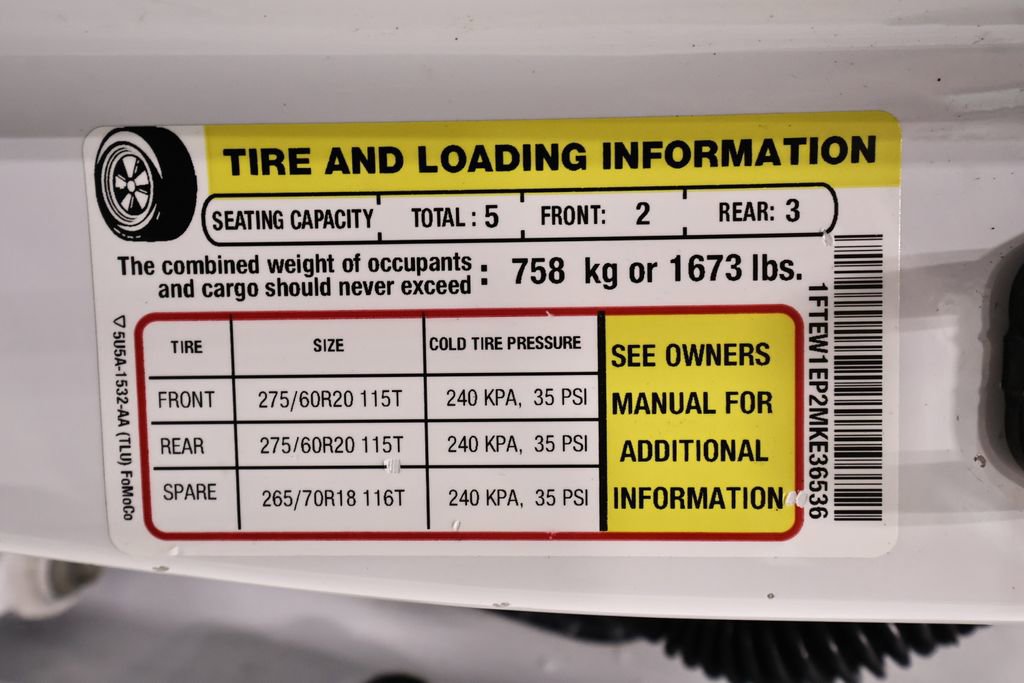 TIRE AND LOADING INFORMATION
SEATING CAPACITY TOTAL : 5 FRONT: 2 REAR: 3
The combined weight of occupants
and cargo should never exceed : 758 kg or 1673 lbs.
TIRE SIZE COLD TIRE PRESSURE
FRONT 275/60R20 115T 240 KPA, 35 PSI
REAR 275/60R20 115T 240 KPA, 35 PSI
SPARE 265/70R18 116T 240 KPA, 35 PSI
SEE OWNERS
MANUAL FOR
ADDITIONAL
INFORMATION
1FTEW1EP2MKE36536
5U5A-1532-AA (TLU) FoMoCo